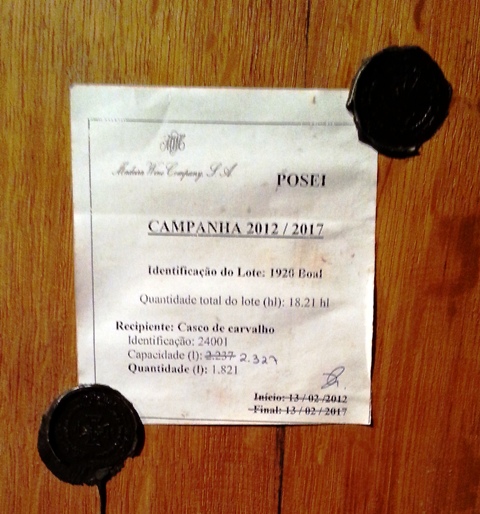 Madeira Wine Company, S.A
POSEI
CAMPANHA 2012 / 2017
Identificação do Lote: 1926 Boal
Quantidade total do lote (hl): 18.21 hl
Recipiente: Casco de carvalho
Identificação: 24001
Capacidade (l): 2.237 2.327
Quantidade (l): 1.821
Início: 13 / 02 /2012
Final: 13 / 02 / 2017